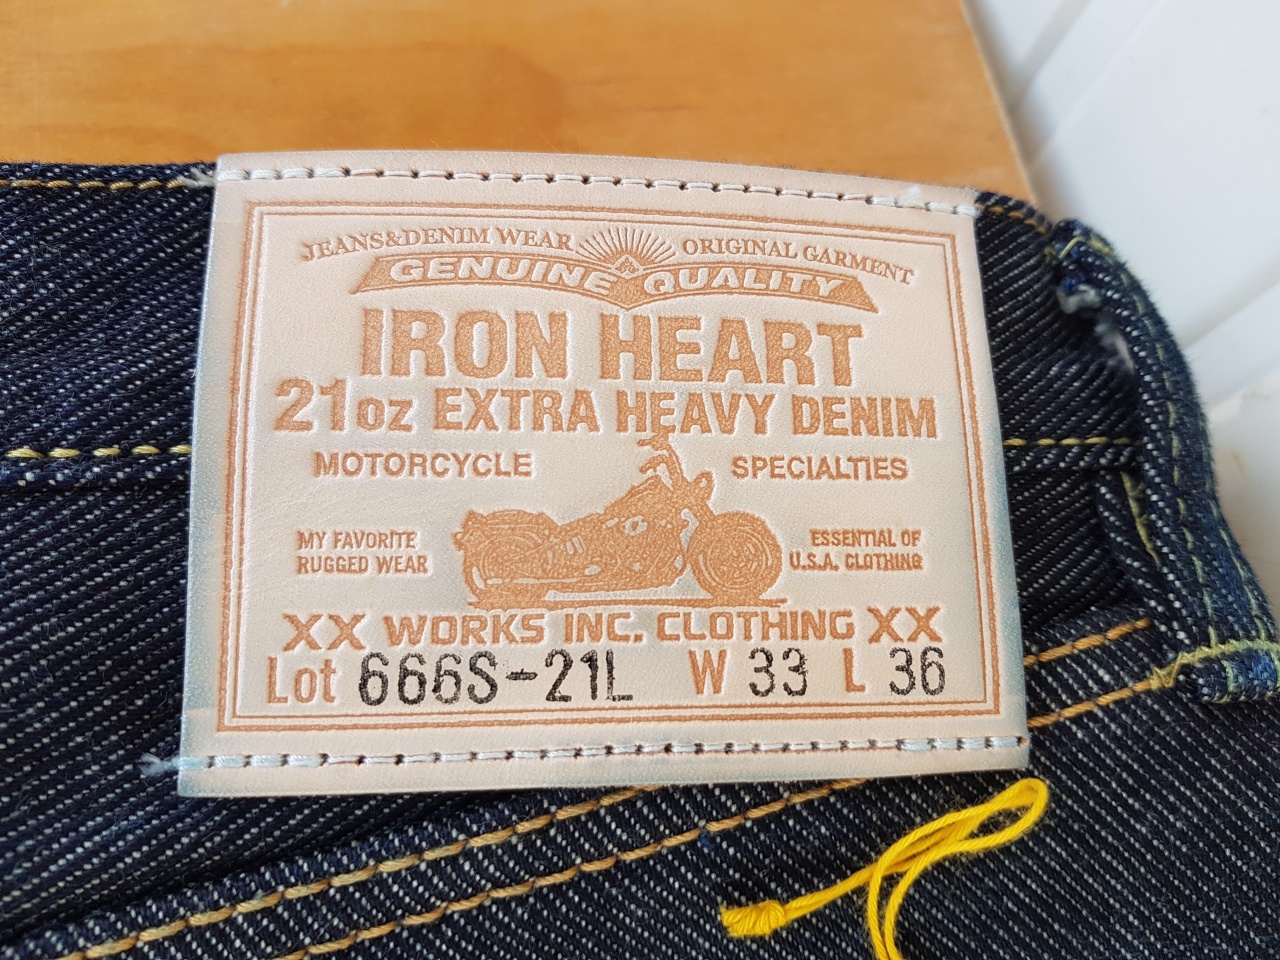 JEANS&DENIM WEAR ORIGINAL GARMENT
GENUINE QUALITY
IRON HEART
21oz EXTRA HEAVY DENIM
MOTORCYCLE SPECIALTIES
MY FAVORITE
RUGGED WEAR
ESSENTIAL OF
U.S.A. CLOTHING
XX WORKS INC. CLOTHING XX
Lot 666S-21L W 33 L 36